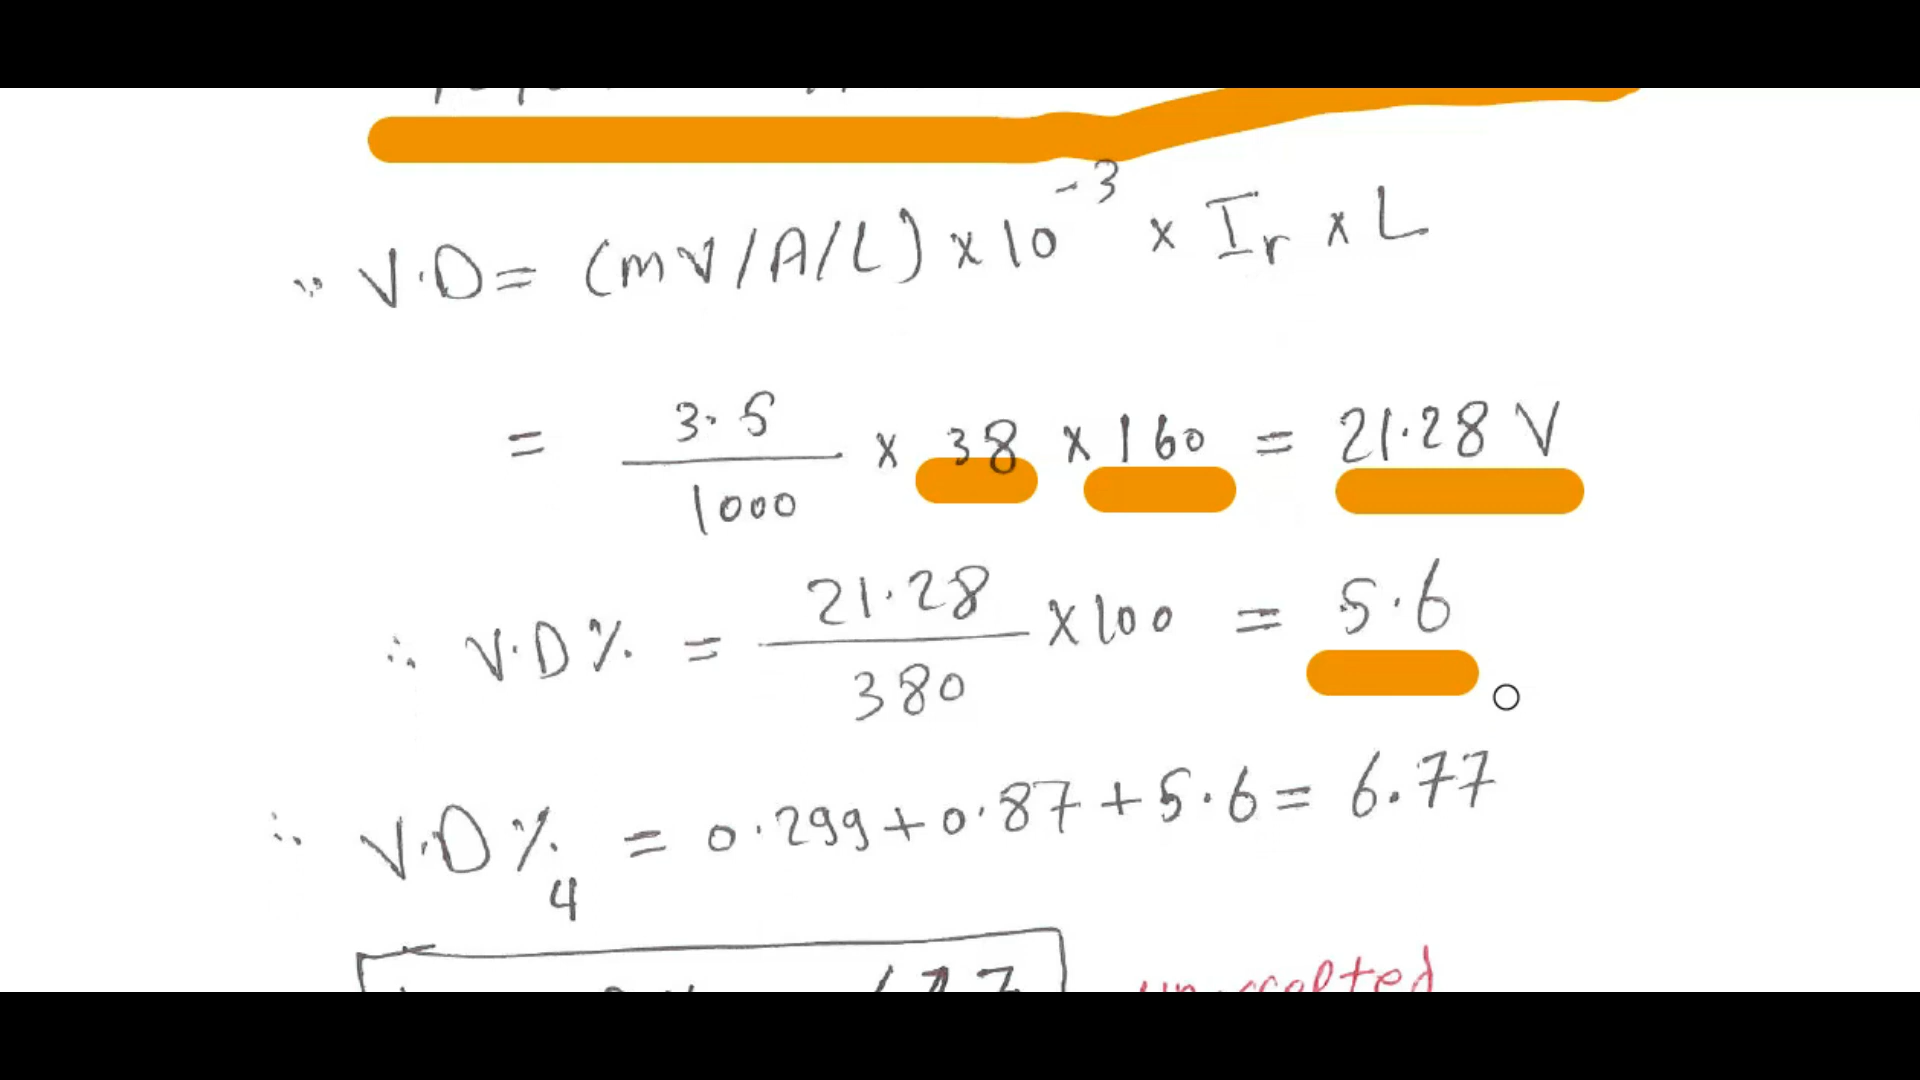 ∵ V.D = (mV/A/L) x 10⁻³ x Ir x L
= 3.5/1000 x 38 x 160 = 21.28 V
∴ V.D% = 21.28/380 x 100 = 5.6
∴ V.D%4 = 0.299 + 0.87 + 5.6 = 6.77